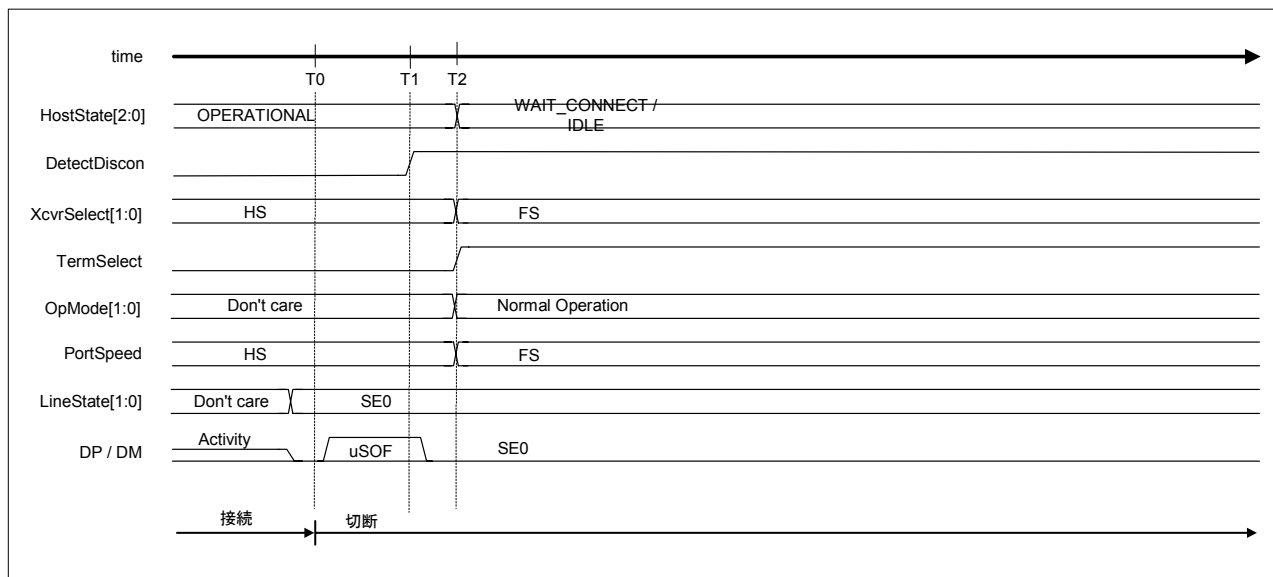 time
T0 T1 T2
HostState[2:0] OPERATIONAL WAIT_CONNECT /
IDLE
DetectDiscon
XcvrSelect[1:0] HS FS
TermSelect
OpMode[1:0] Don't care Normal Operation
PortSpeed HS FS
LineState[1:0] Don't care SE0
DP / DM Activity uSOF SE0
接続 切断